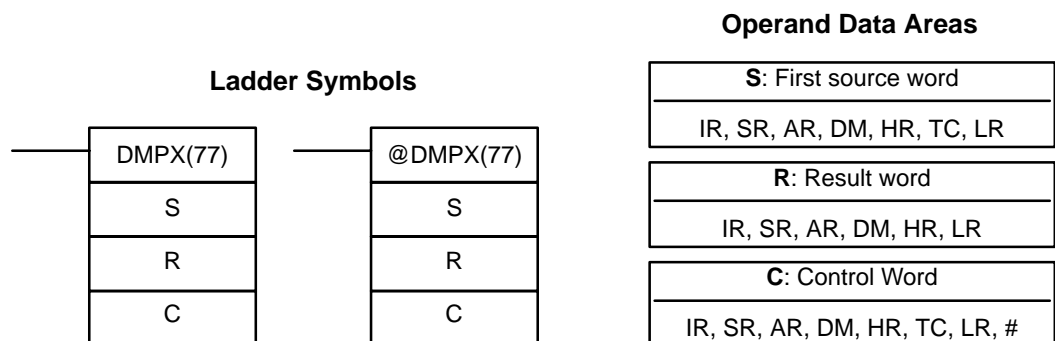 Ladder Symbols
DMPX(77)
S
R
C
@DMPX(77)
S
R
C
Operand Data Areas
S: First source word
IR, SR, AR, DM, HR, TC, LR
R: Result word
IR, SR, AR, DM, HR, LR
C: Control Word
IR, SR, AR, DM, HR, TC, LR, #